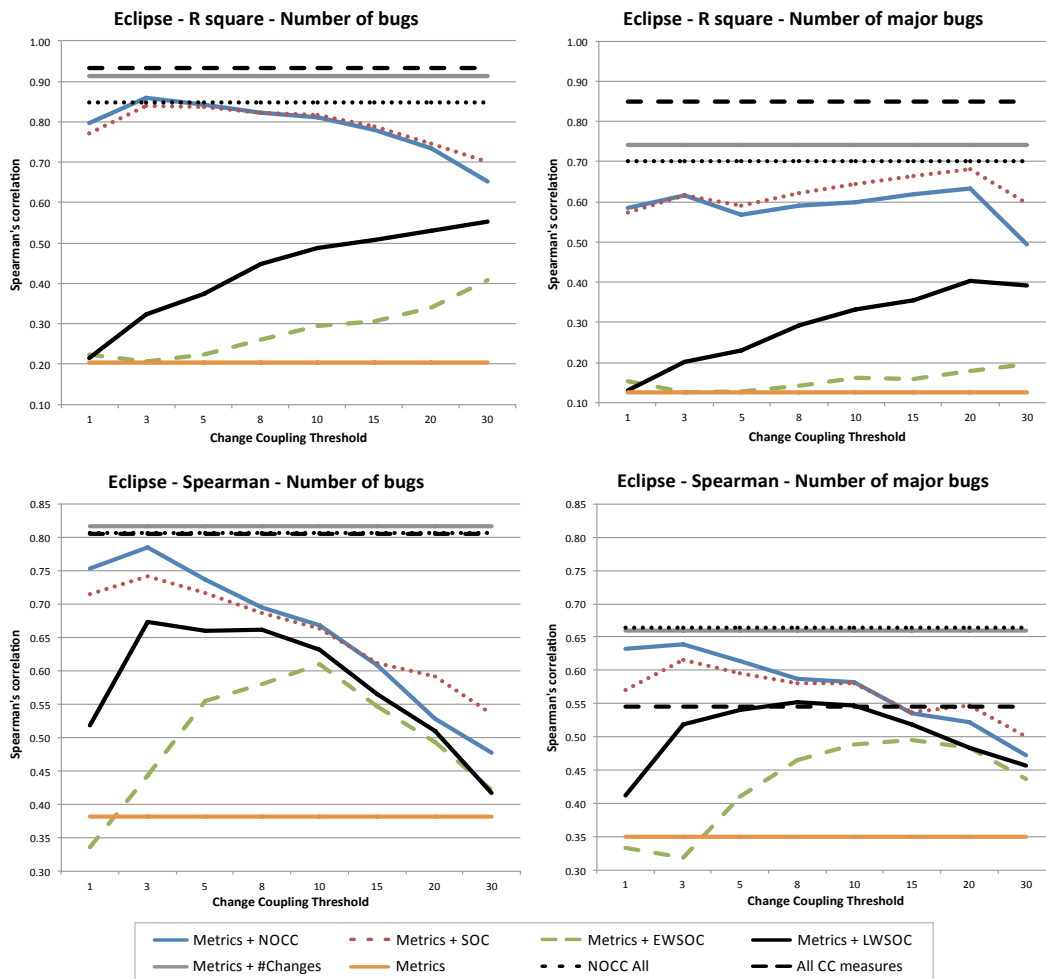 Eclipse - R square - Number of bugs
Spearman's correlation
1.00
0.90
0.80
0.70
0.60
0.50
0.40
0.30
0.20
0.10
1 3 5 8 10 15 20 30
Change Coupling Threshold
Eclipse - R square - Number of major bugs
Spearman's correlation
1.00
0.90
0.80
0.70
0.60
0.50
0.40
0.30
0.20
0.10
1 3 5 8 10 15 20 30
Change Coupling Threshold
Eclipse - Spearman - Number of bugs
Spearman's correlation
0.85
0.80
0.75
0.70
0.65
0.60
0.55
0.50
0.45
0.40
0.35
0.30
1 3 5 8 10 15 20 30
Change Coupling Threshold
Eclipse - Spearman - Number of major bugs
Spearman's correlation
0.85
0.80
0.75
0.70
0.65
0.60
0.55
0.50
0.45
0.40
0.35
0.30
1 3 5 8 10 15 20 30
Change Coupling Threshold
Metrics + NOCC Metrics + SOC Metrics + EWSOC Metrics + LWSOC
Metrics + #Changes Metrics NOCC All All CC measures